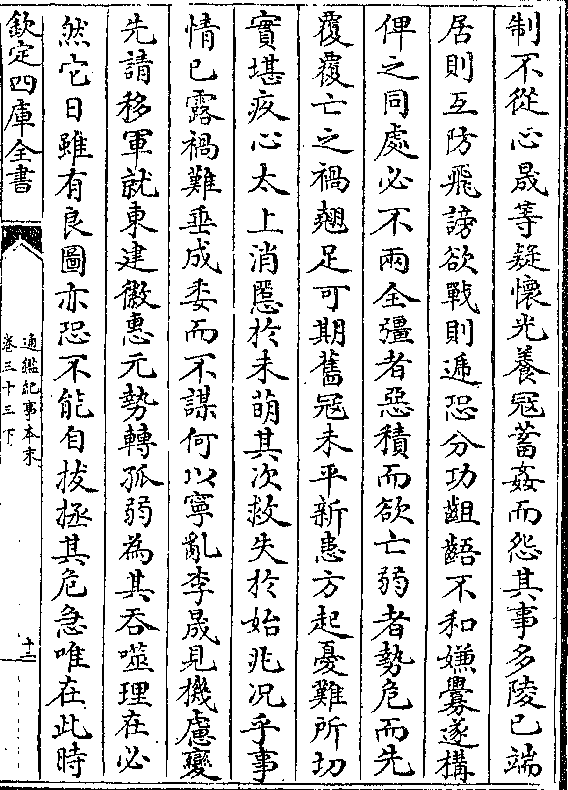 制不從心晟等疑懷光養冦蓄姦而怨其事多陵己端
居則互防飛謗欲戰則遞恐分功齟齬不和嫌釁遂構
俾之同處必不兩全彊者惡積而欲亡弱者勢危而先
覆覆亡之禍翹足可期舊冦未平新患方起憂難所切
實堪疚心太上消慝於未萌其次救失於始兆況乎事
情已露禍難垂成委而不謀何以寧亂李晟見機慮變
先請移軍就東建徽惠元勢轉孤弱為其吞噬理在必
然它日雖有良圖亦恐不能自拔拯其危急唯在此時
欽定四庫全書
通鑑紀事本末
卷三十三下
十二